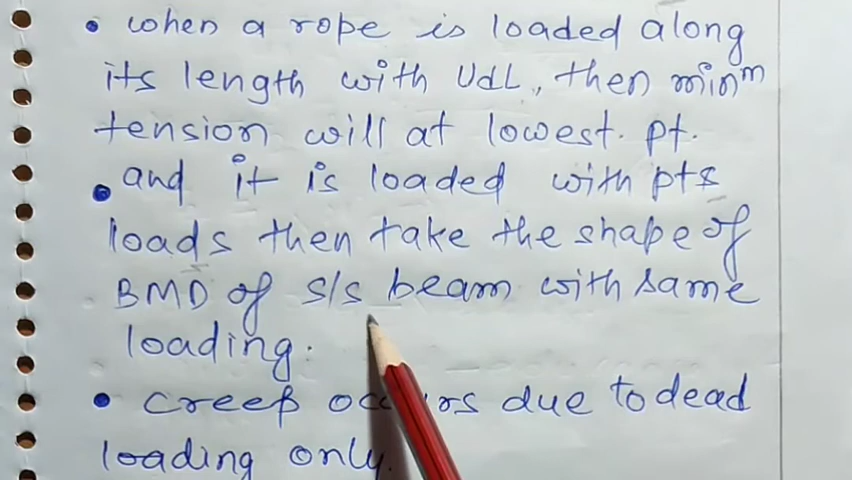 • when a rope is loaded along
its length with UdL, then minᵐ
tension will at lowest. pt.
• and it is loaded with pts
loads then take the shape of
BMD of s/s beam with same
loading.
• creep occurs due to dead
loading only.